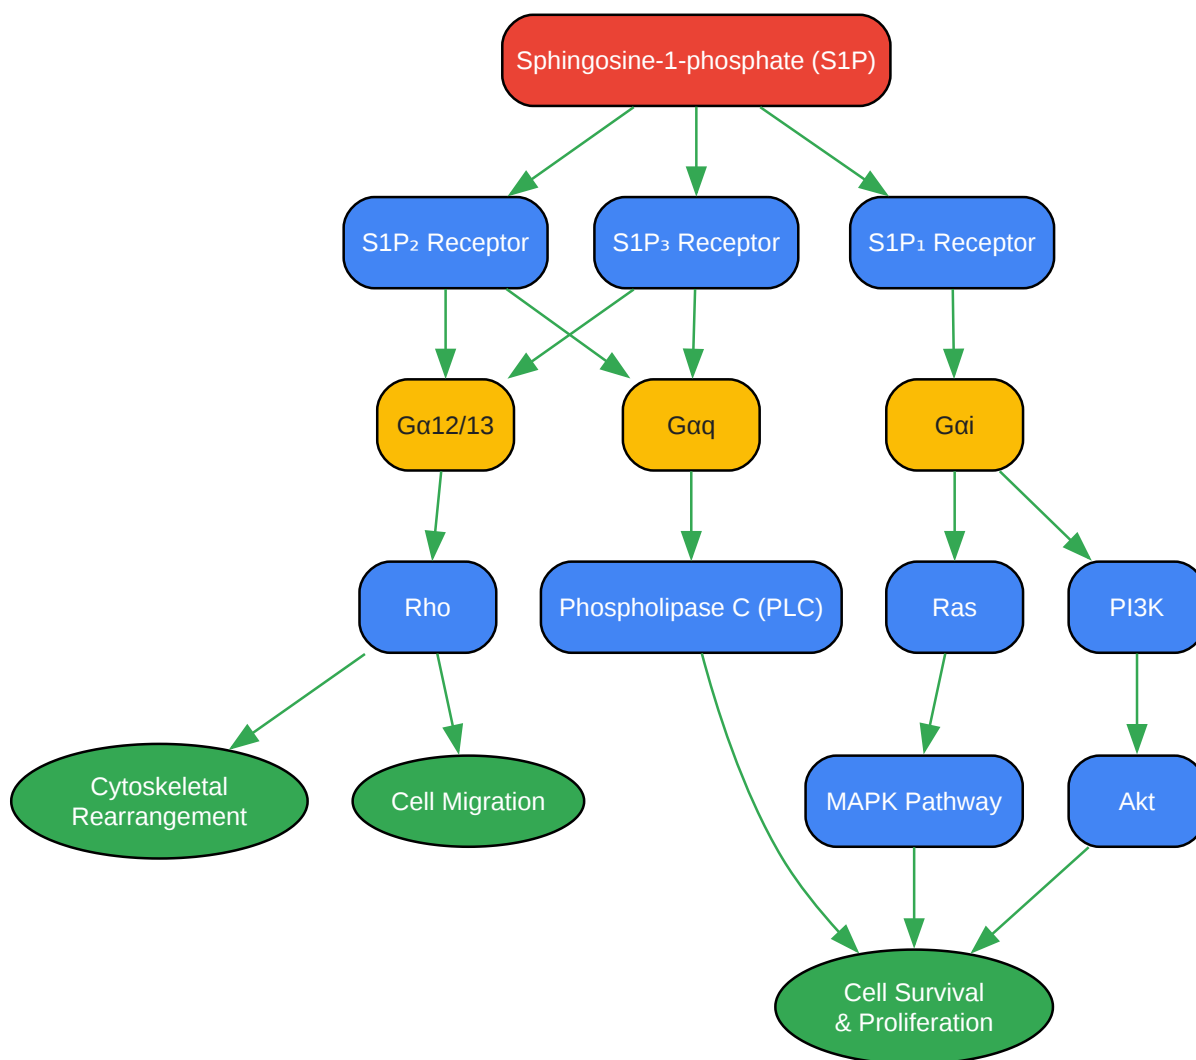 Sphingosine-1-phosphate (S1P)
S1P₂ Receptor
S1P₃ Receptor
S1P₁ Receptor
Gα12/13
Gαq
Gαi
Rho
Phospholipase C (PLC)
Ras
PI3K
Cytoskeletal
Rearrangement
Cell Migration
MAPK Pathway
Akt
Cell Survival
& Proliferation